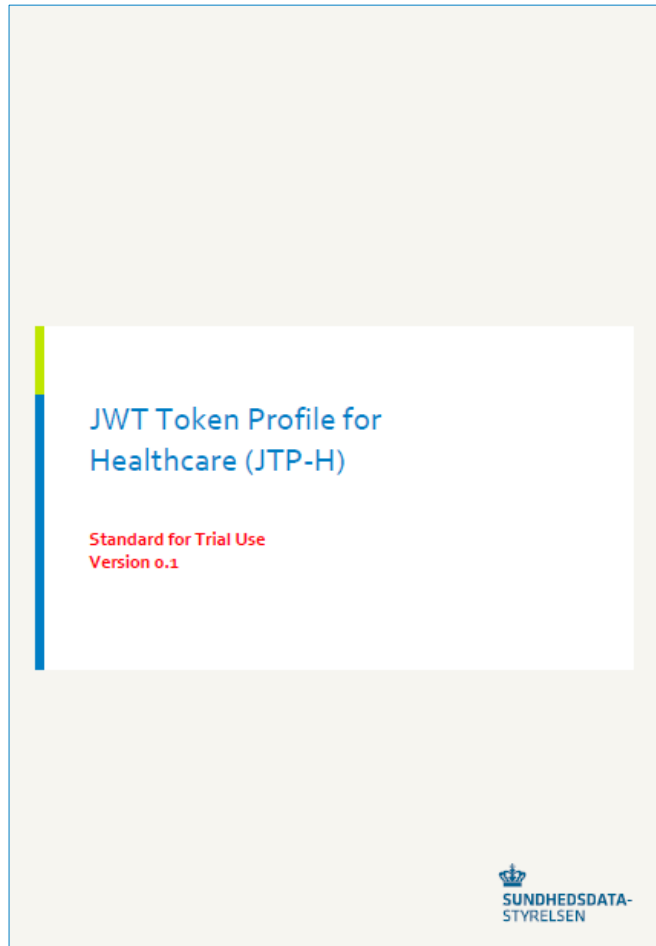 JWT Token Profile for
Healthcare (JTP-H)
Standard for Trial Use
Version 0.1
SUNDHEDSDATA-
STYRELSEN